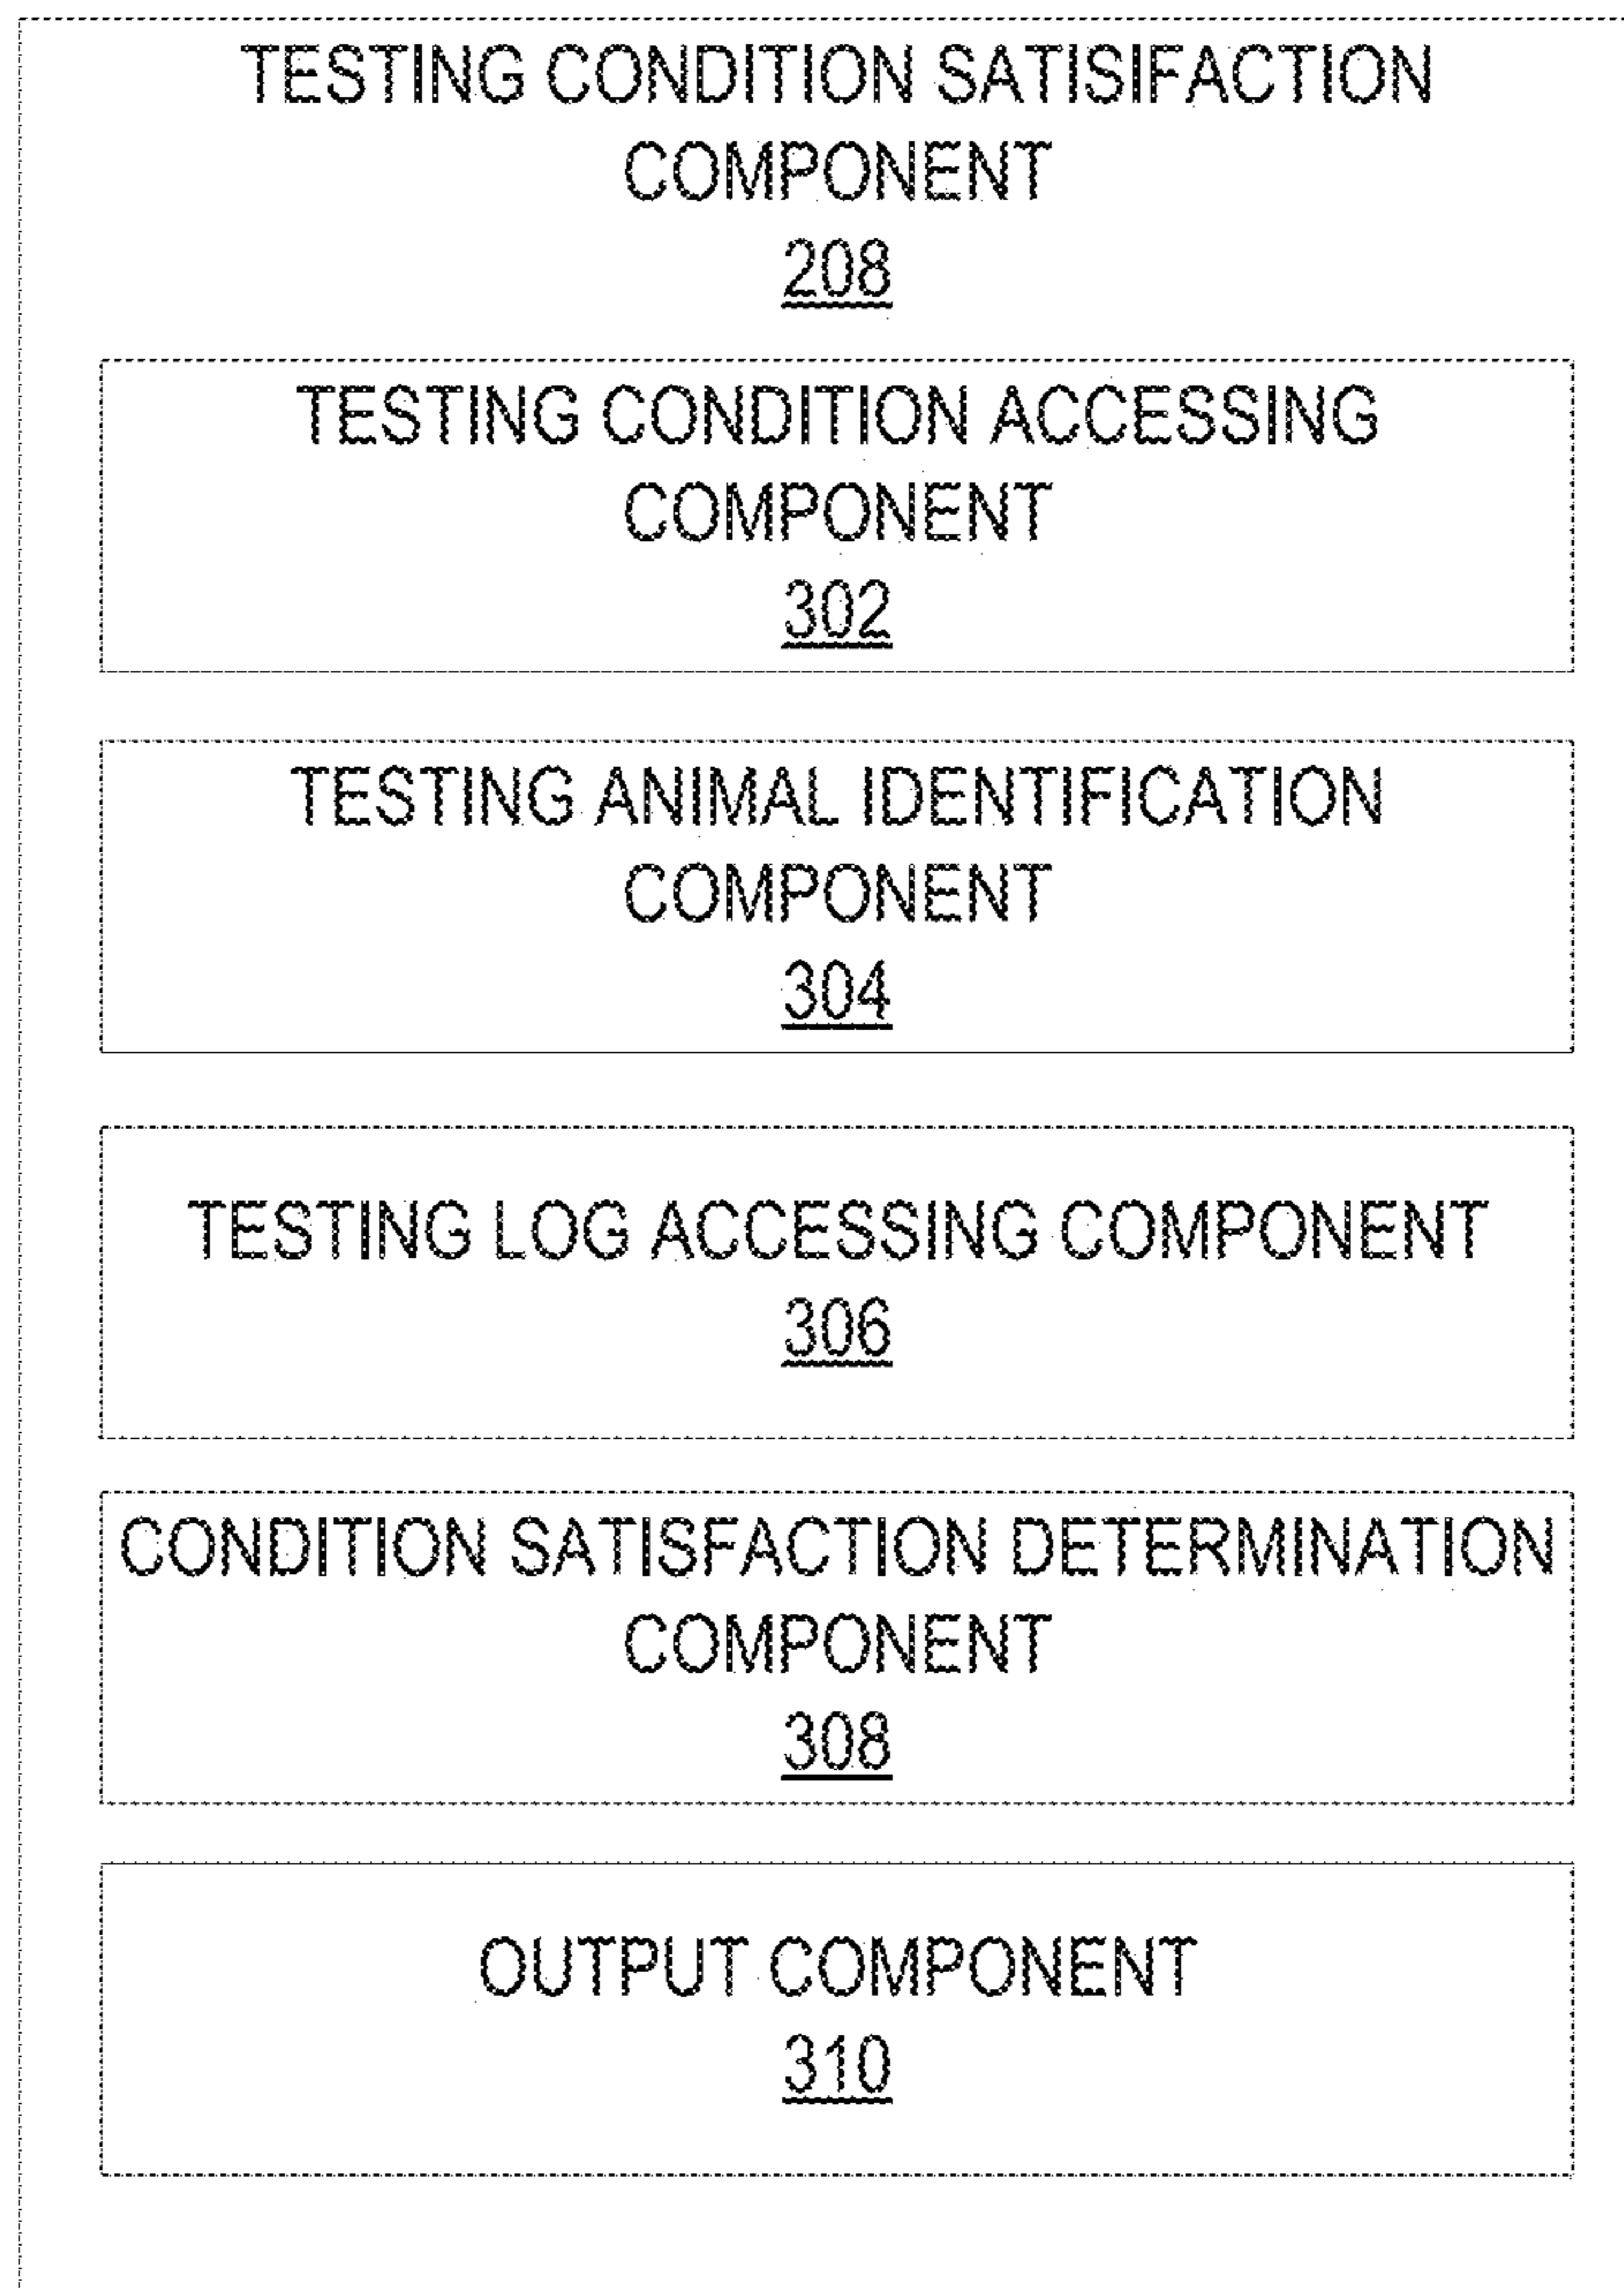 TESTING CONDITION SATISIFACTION
COMPONENT
208
TESTING CONDITION ACCESSING
COMPONENT
302
TESTING ANIMAL IDENTIFICATION
COMPONENT
304
TESTING LOG ACCESSING COMPONENT
306
CONDITION SATISFACTION DETERMINATION
COMPONENT
308
OUTPUT COMPONENT
310